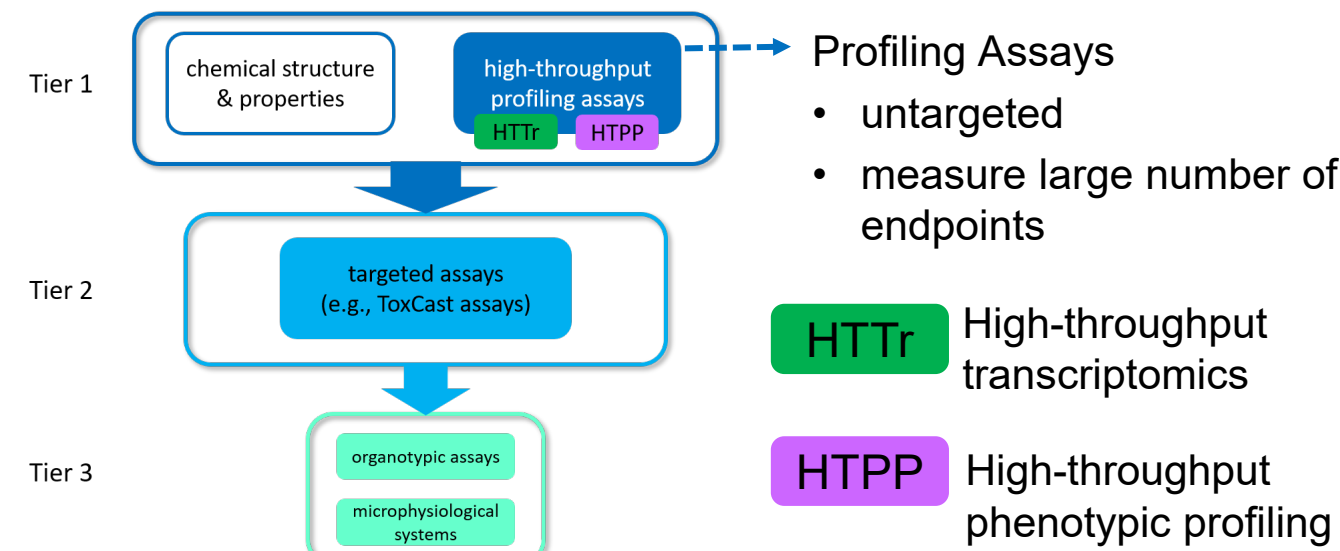 Tier 1
chemical structure
& properties
high-throughput
profiling assays
HTTr
HTPP
Profiling Assays
• untargeted
• measure large number of
endpoints
Tier 2
targeted assays
(e.g., ToxCast assays)
HTTr
High-throughput
transcriptomics
Tier 3
organotypic assays
microphysiological
systems
HTPP
High-throughput
phenotypic profiling